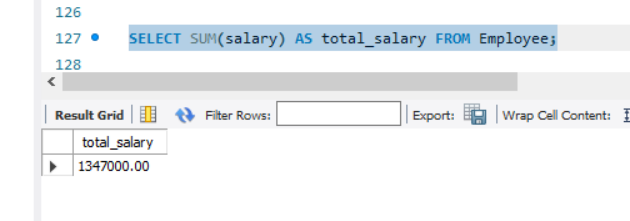 126
127 SELECT SUM(salary) AS total_salary FROM Employee;
128
Result Grid Filter Rows: Export: Wrap Cell Content:
total_salary
1347000.00